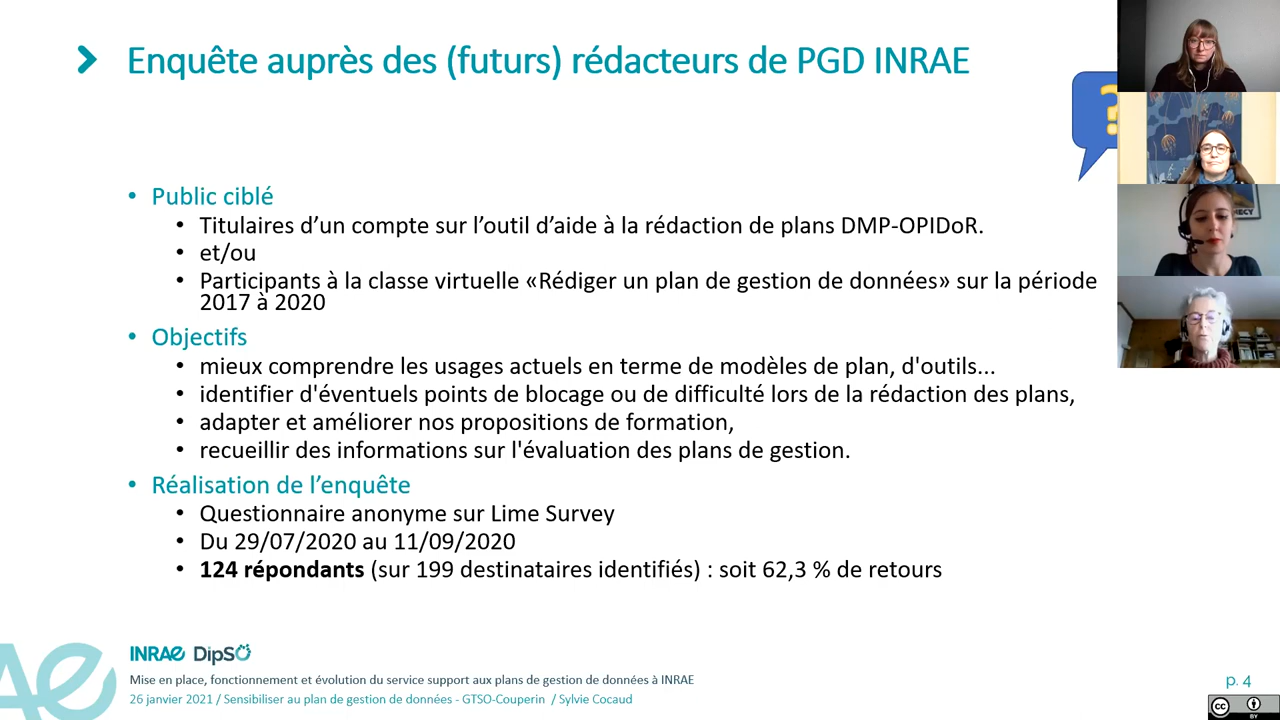 Enquête auprès des (futurs) rédacteurs de PGD INRAE
?
• Public ciblé
• Titulaires d’un compte sur l’outil d’aide à la rédaction de plans DMP-OPIDoR.
• et/ou
• Participants à la classe virtuelle «Rédiger un plan de gestion de données» sur la période
2017 à 2020
• Objectifs
• mieux comprendre les usages actuels en terme de modèles de plan, d'outils...
• identifier d'éventuels points de blocage ou de difficulté lors de la rédaction des plans,
• adapter et améliorer nos propositions de formation,
• recueillir des informations sur l'évaluation des plans de gestion.
• Réalisation de l’enquête
• Questionnaire anonyme sur Lime Survey
• Du 29/07/2020 au 11/09/2020
• 124 répondants (sur 199 destinataires identifiés) : soit 62,3 % de retours
INRAE DipSO
Mise en place, fonctionnement et évolution du service support aux plans de gestion de données à INRAE
26 janvier 2021 / Sensibiliser au plan de gestion de données - GTSO-Couperin / Sylvie Cocaud
p. 4
cc BY